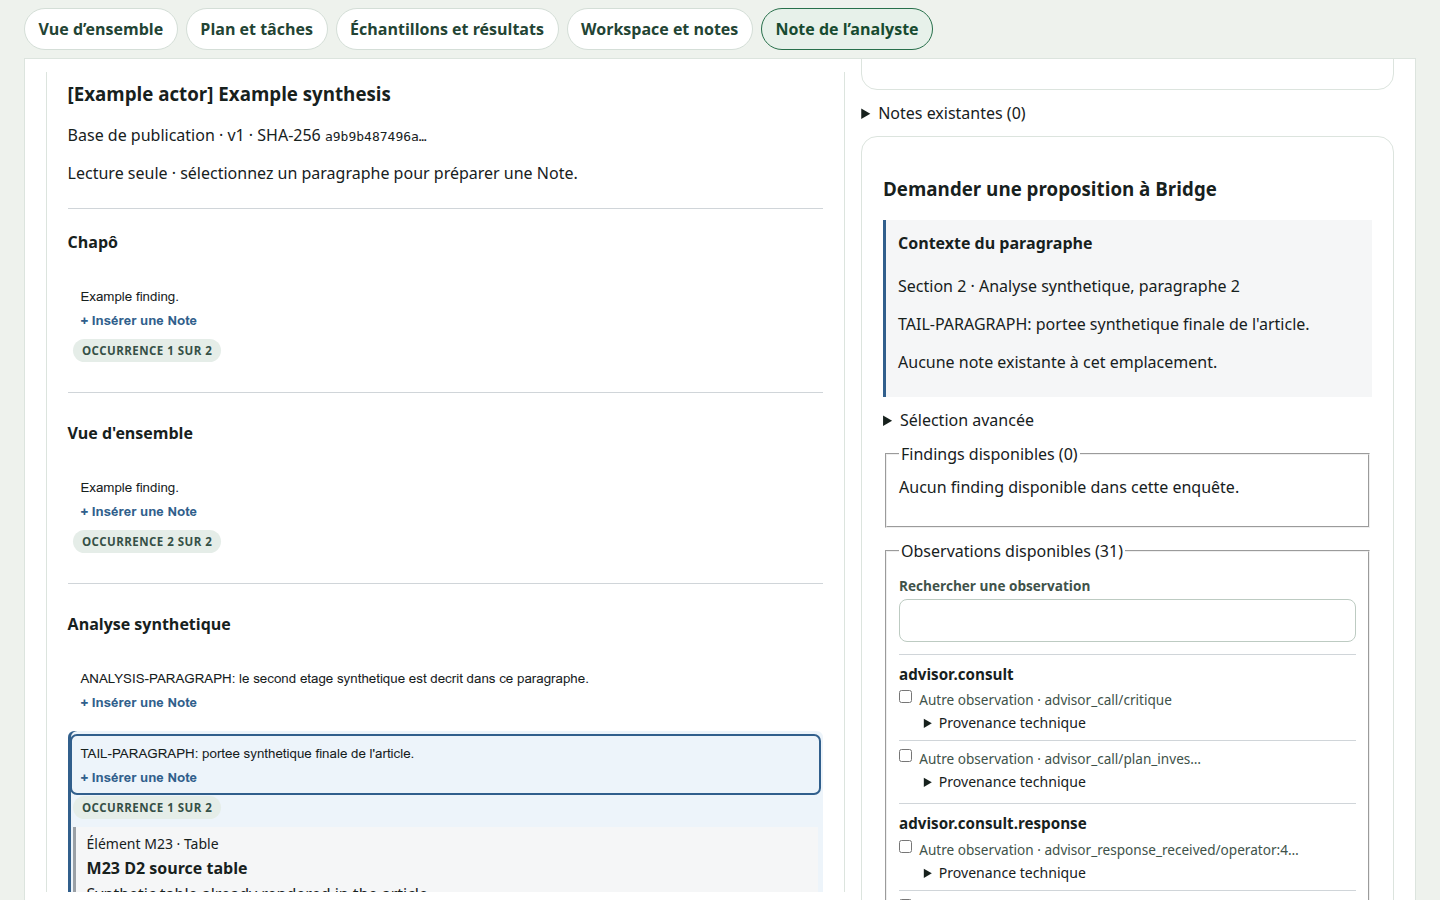 Vue d’ensemble
Plan et tâches
Échantillons et résultats
Workspace et notes
Note de l’analyste
[Example actor] Example synthesis
Base de publication · v1 · SHA-256 a9b9b487496a…
Lecture seule · sélectionnez un paragraphe pour préparer une Note.
Chapô
Example finding.
+ Insérer une Note
OCCURRENCE 1 SUR 2
Vue d'ensemble
Example finding.
+ Insérer une Note
OCCURRENCE 2 SUR 2
Analyse synthetique
ANALYSIS-PARAGRAPH: le second etage synthetique est decrit dans ce paragraphe.
+ Insérer une Note
TAIL-PARAGRAPH: portee synthetique finale de l'article.
+ Insérer une Note
OCCURRENCE 1 SUR 2
Élément M23 · Table
M23 D2 source table
Synthetic table already rendered in the article
Notes existantes (0)
Demander une proposition à Bridge
Contexte du paragraphe
Section 2 · Analyse synthetique, paragraphe 2
TAIL-PARAGRAPH: portee synthetique finale de l'article.
Aucune note existante à cet emplacement.
Sélection avancée
Findings disponibles (0)
Aucun finding disponible dans cette enquête.
Observations disponibles (31)
Rechercher une observation
advisor.consult
Autre observation · advisor_call/critique
Provenance technique
Autre observation · advisor_call/plan_inves…
Provenance technique
advisor.consult.response
Autre observation · advisor_response_received/operator:4…
Provenance technique